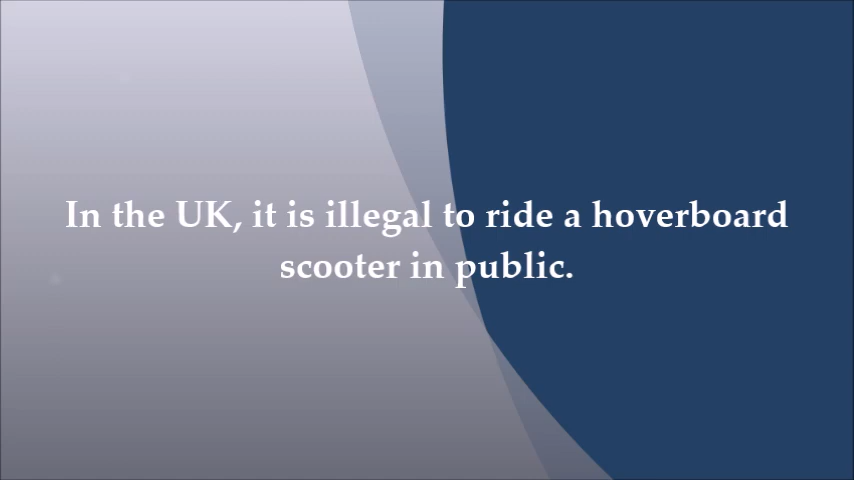 In the UK, it is illegal to ride a hoverboard
scooter in public.